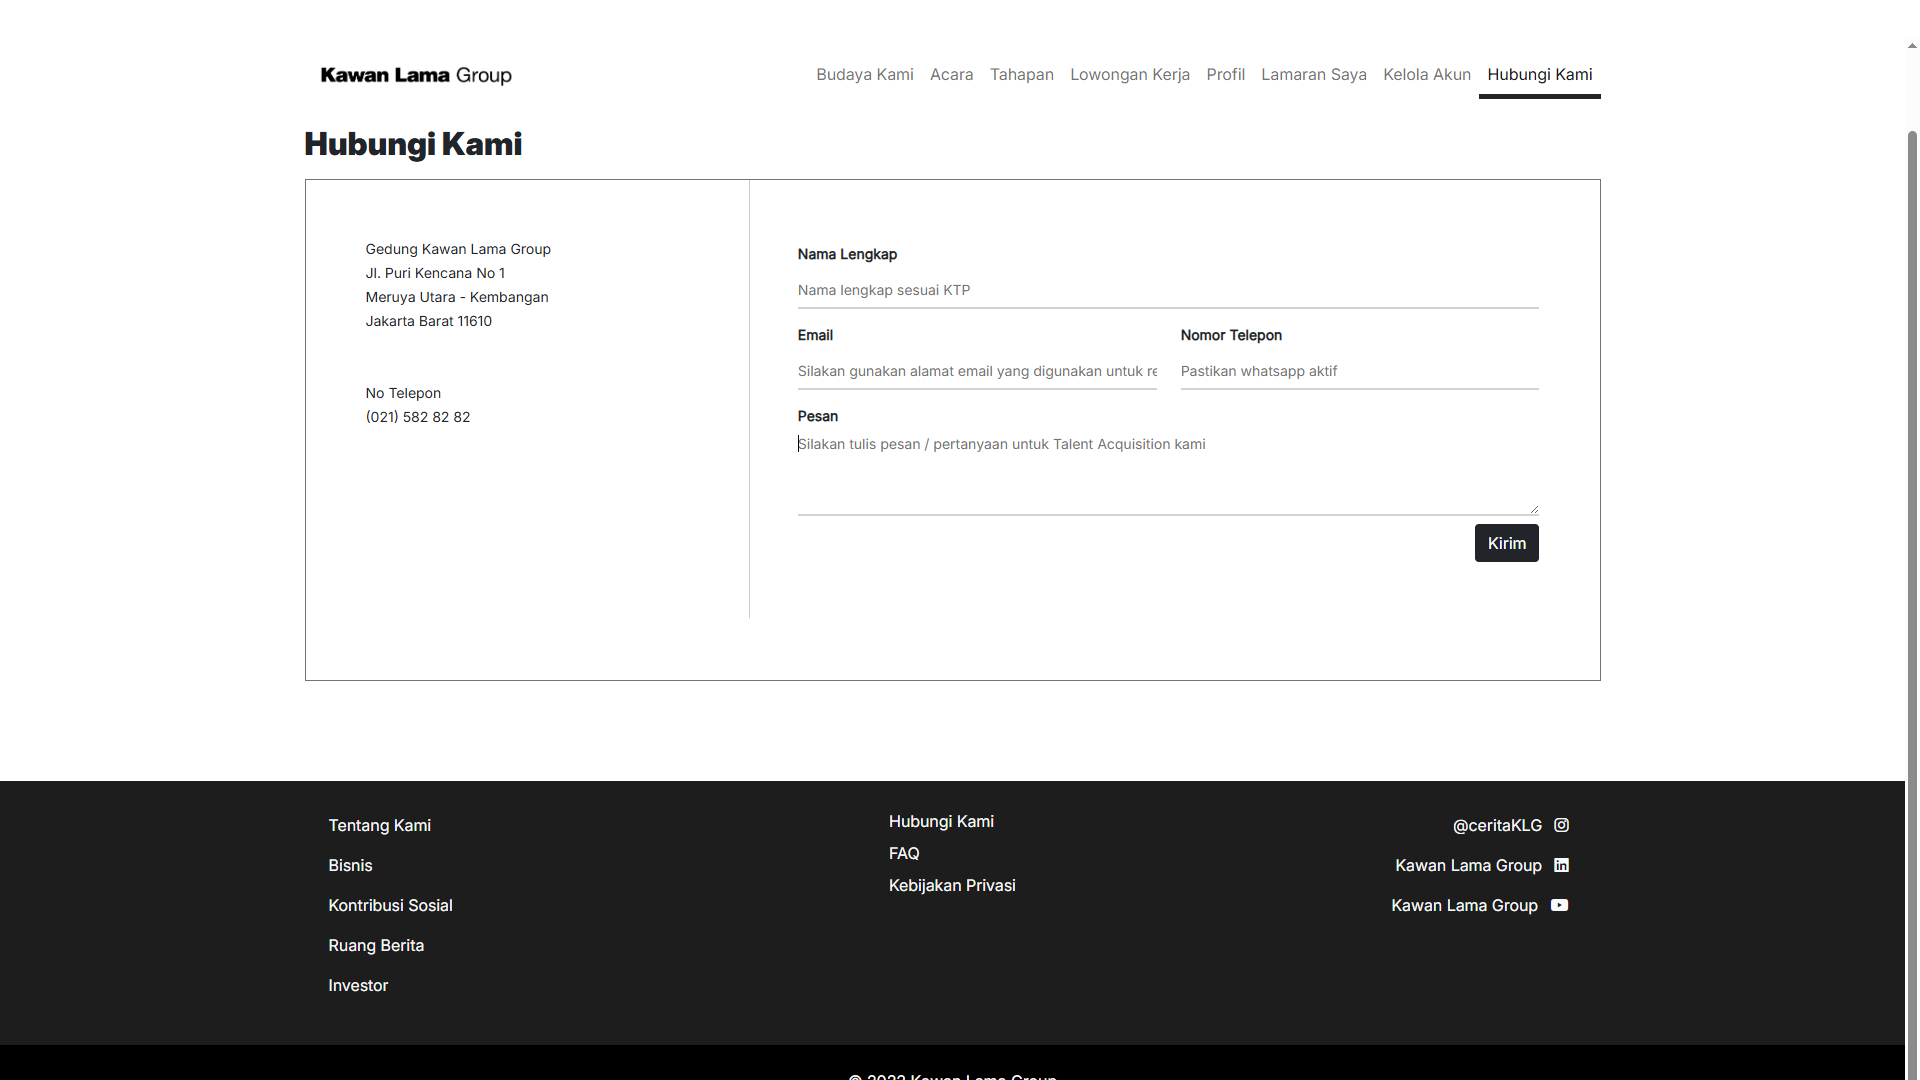 Kawan Lama Group
Budaya Kami Acara Tahapan Lowongan Kerja Profil Lamaran Saya Kelola Akun Hubungi Kami
Hubungi Kami
Gedung Kawan Lama Group
Jl. Puri Kencana No 1
Meruya Utara - Kembangan
Jakarta Barat 11610
No Telepon
(021) 582 82 82
Nama Lengkap
Nama lengkap sesuai KTP
Email
Silakan gunakan alamat email yang digunakan untuk re
Nomor Telepon
Pastikan whatsapp aktif
Pesan
Silakan tulis pesan / pertanyaan untuk Talent Acquisition kami
Kirim
Tentang Kami
Bisnis
Kontribusi Sosial
Ruang Berita
Investor
Hubungi Kami
FAQ
Kebijakan Privasi
@ceritaKLG
Kawan Lama Group
Kawan Lama Group
© 2022 Kawan Lama Group